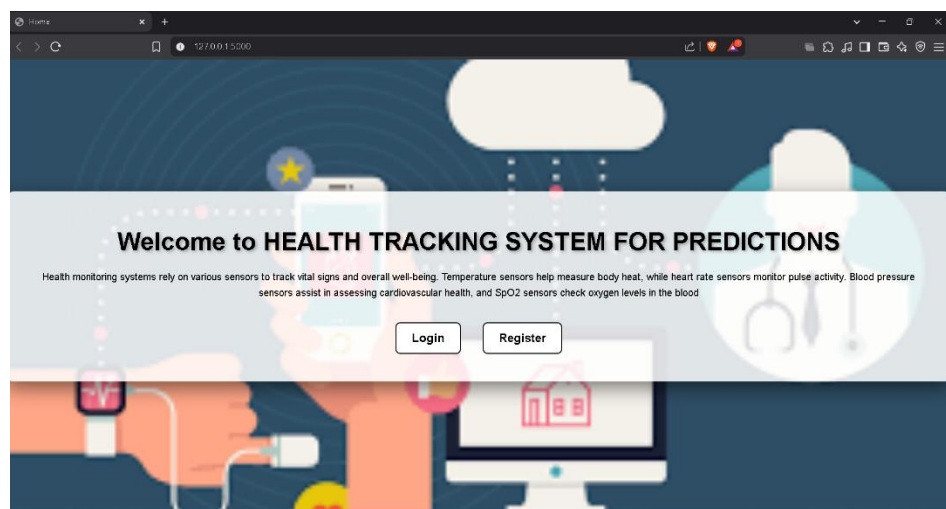 Home
127.0.0.1:5000
Welcome to HEALTH TRACKING SYSTEM FOR PREDICTIONS
Health monitoring systems rely on various sensors to track vital signs and overall well-being. Temperature sensors help measure body heat, while heart rate sensors monitor pulse activity. Blood pressure
sensors assist in assessing cardiovascular health, and SpO2 sensors check oxygen levels in the blood
Login
Register